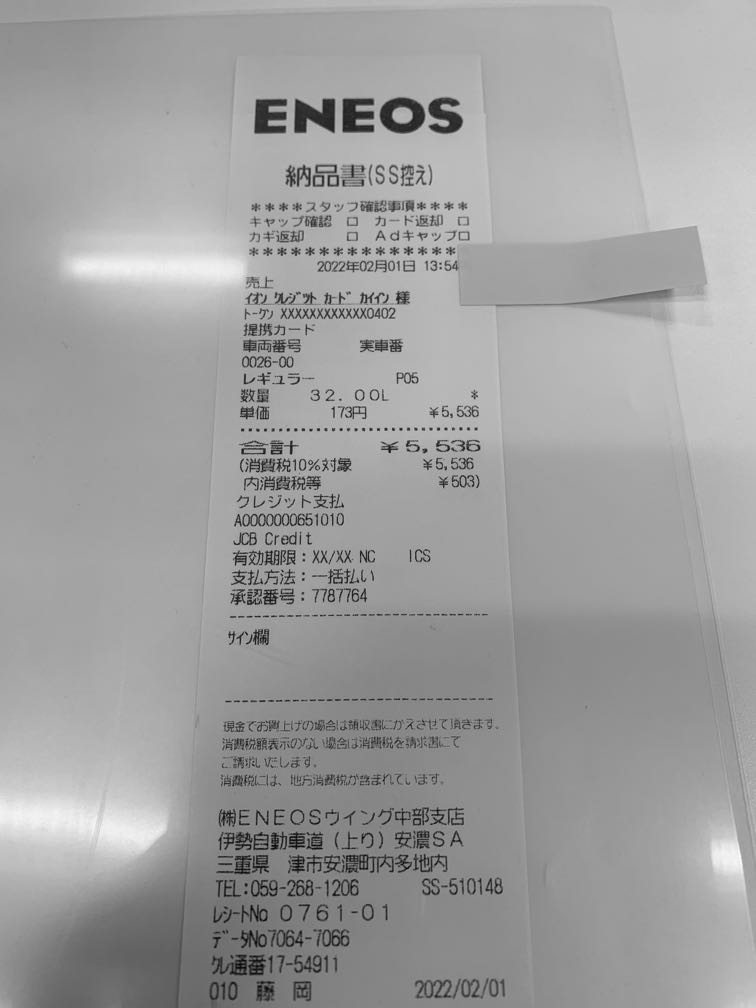 ENEOS
納品書(SS控え)
****スタッフ確認事項****
キャップ確認 □ カード返却 □
カギ返却 □ Adキャップ□
****************
2022年02月01日 13:54
売上
イオン クレジット カード カイイン 様
トークン XXXXXXXXXXXX0402
提携カード
車両番号 実車番
0026-00
レギュラー P05
数量 32.00L *
単価 173円 ¥5,536
合計 ¥5,536
(消費税10%対象 ¥5,536
内消費税等 ¥503)
クレジット支払
A0000000651010
JCB Credit
有効期限:XX/XX NC ICS
支払方法:一括払い
承認番号:7787764
サイン欄
現金でお買上げの場合は領収書にかえさせて頂きます。
消費税額表示のない場合は消費税を請求書にて
ご請求いたします。
消費税には、地方消費税が含まれています。
㈱ENEOSウイング中部支店
伊勢自動車道(上り)安濃SA
三重県 津市安濃町内多地内
TEL:059-268-1206 SS-510148
レシートNo 0761-01
データNo7064-7066
クレ通番17-54911
010 藤 岡 2022/02/01